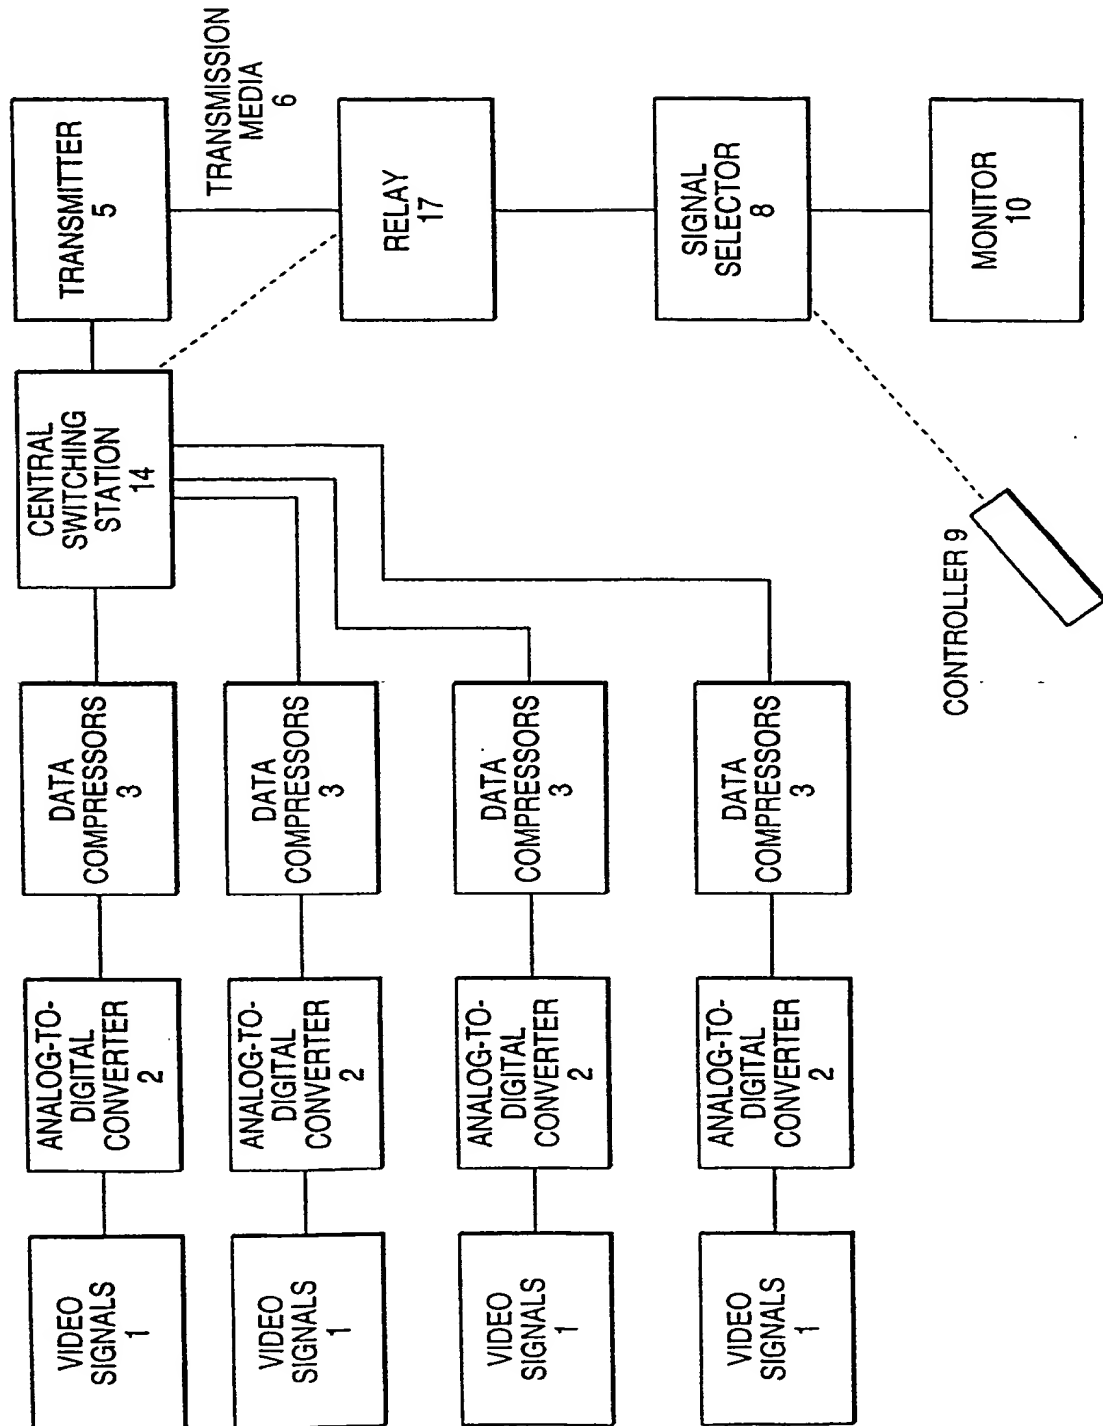 VIDEO
SIGNALS
1
ANALOG-TO-
DIGITAL
CONVERTER
2
DATA
COMPRESSORS
3
CENTRAL
SWITCHING
STATION
14
TRANSMITTER
5
VIDEO
SIGNALS
1
ANALOG-TO-
DIGITAL
CONVERTER
2
DATA
COMPRESSORS
3
TRANSMISSION
MEDIA
6
VIDEO
SIGNALS
1
ANALOG-TO-
DIGITAL
CONVERTER
2
DATA
COMPRESSORS
3
RELAY
17
VIDEO
SIGNALS
1
ANALOG-TO-
DIGITAL
CONVERTER
2
DATA
COMPRESSORS
3
SIGNAL
SELECTOR
8
CONTROLLER 9
MONITOR
10